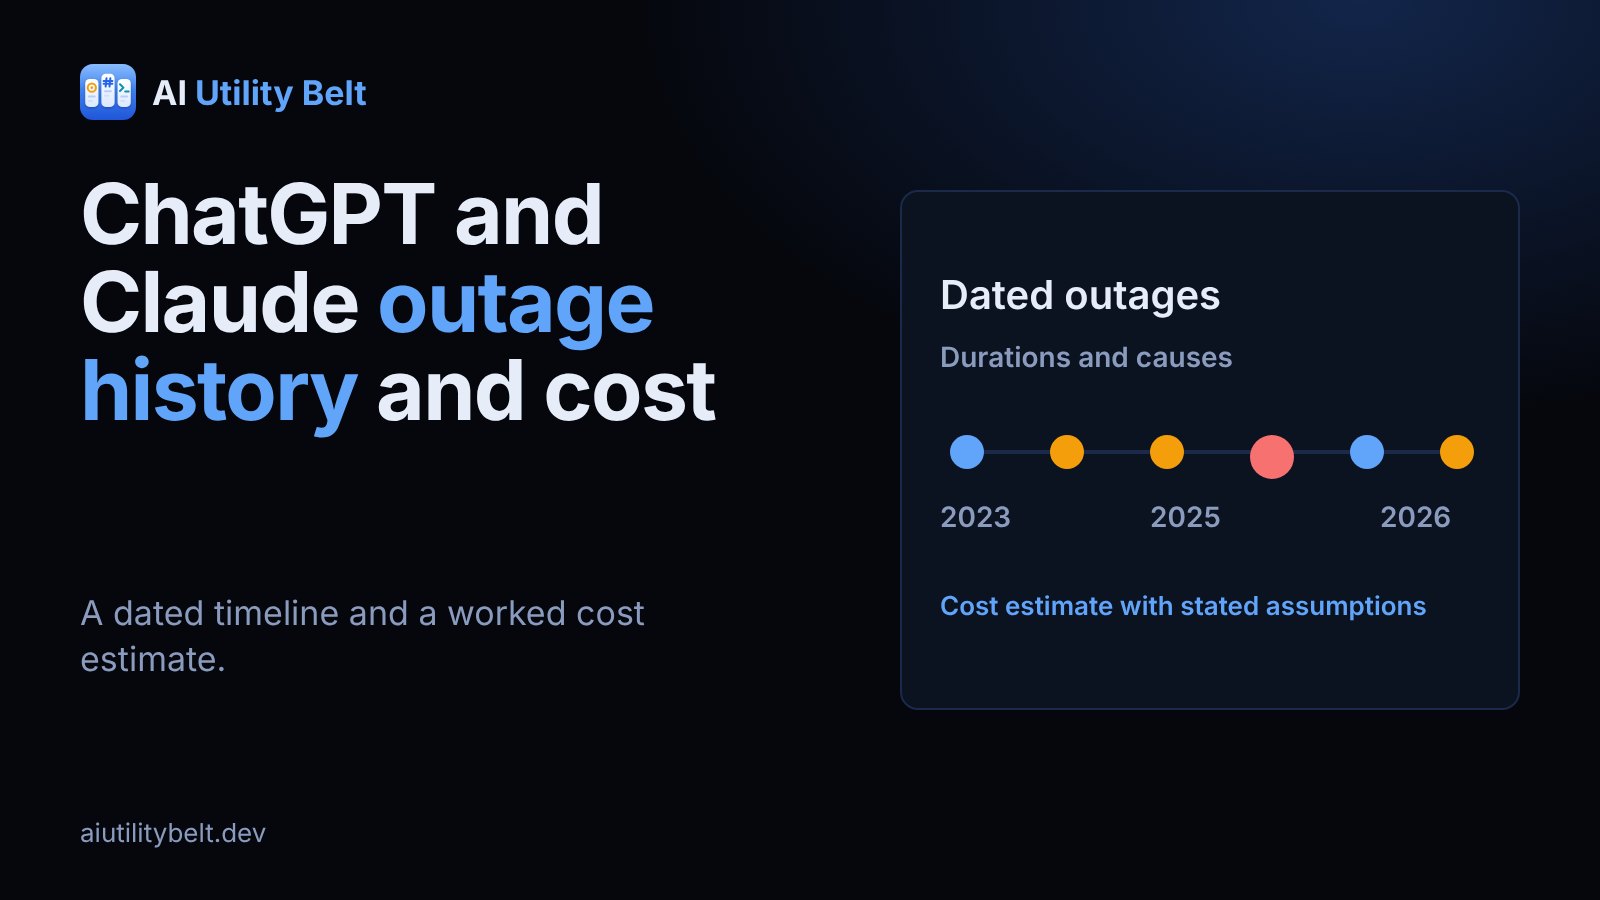 AI Utility Belt
ChatGPT and
Claude outage
history and cost
A dated timeline and a worked cost
estimate.
aiutilitybelt.dev
Dated outages
Durations and causes
2023 2025 2026
Cost estimate with stated assumptions